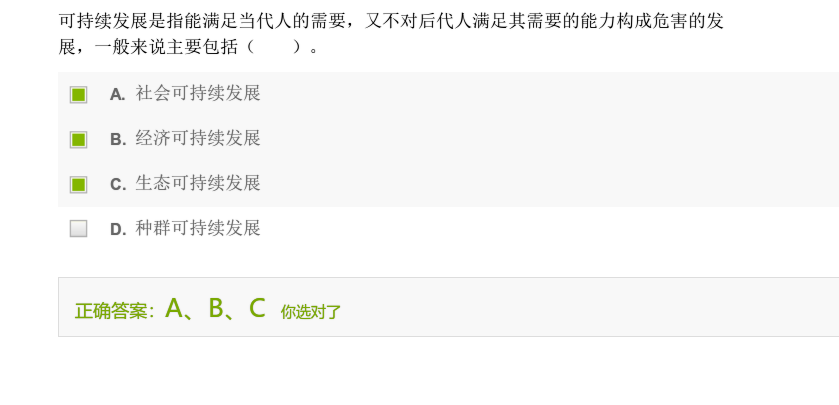 可持续发展是指能满足当代人的需要，又不对后代人满足其需要的能力构成危害的发
展，一般来说主要包括（　　）。
A. 社会可持续发展
B. 经济可持续发展
C. 生态可持续发展
D. 种群可持续发展
正确答案：A、B、C 你选对了